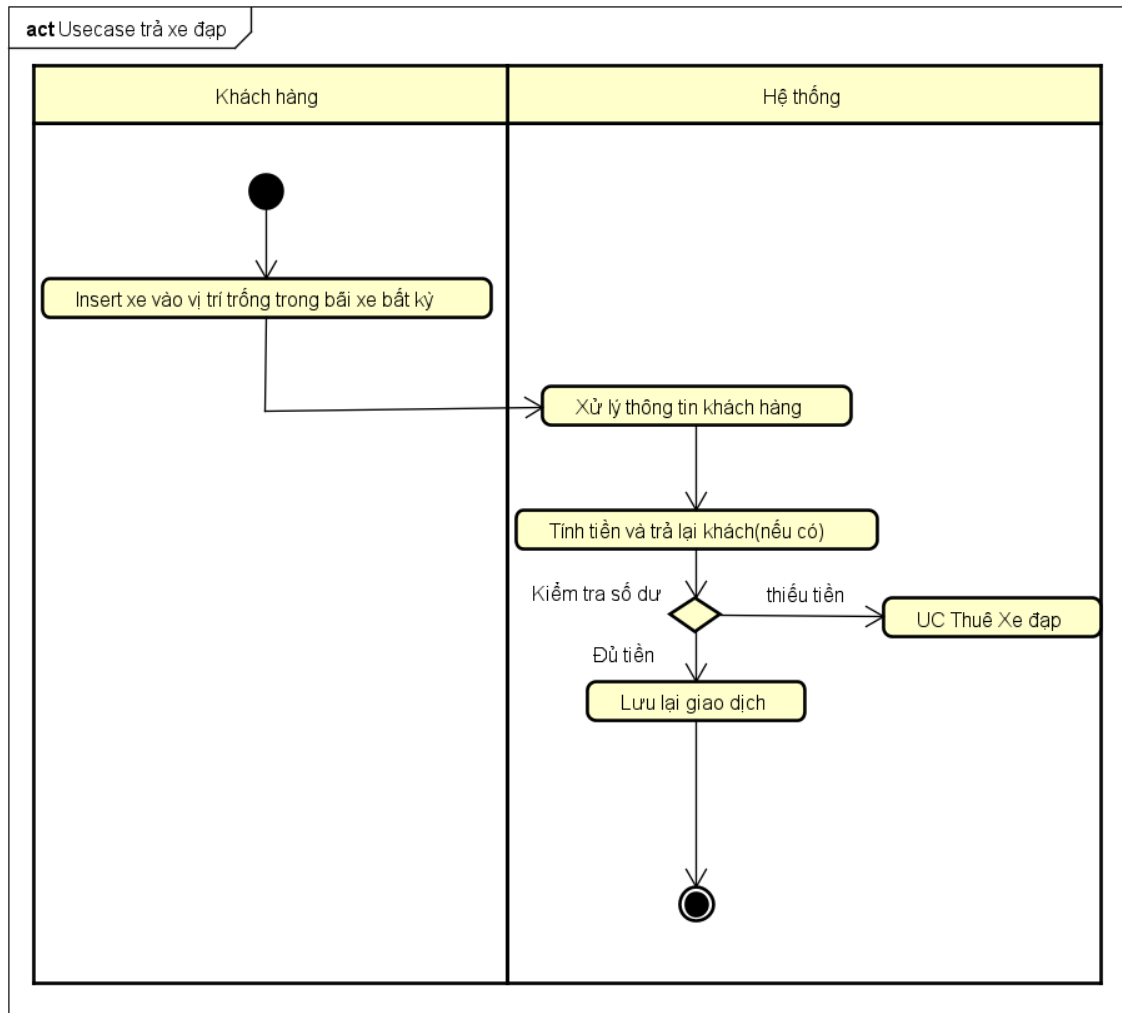 act Usecase trả xe đạp
Khách hàng
Hệ thống
Insert xe vào vị trí trống trong bãi xe bất kỳ
Xử lý thông tin khách hàng
Tính tiền và trả lại khách(nếu có)
Kiểm tra số dư
thiếu tiền
UC Thuê Xe đạp
Đủ tiền
Lưu lại giao dịch